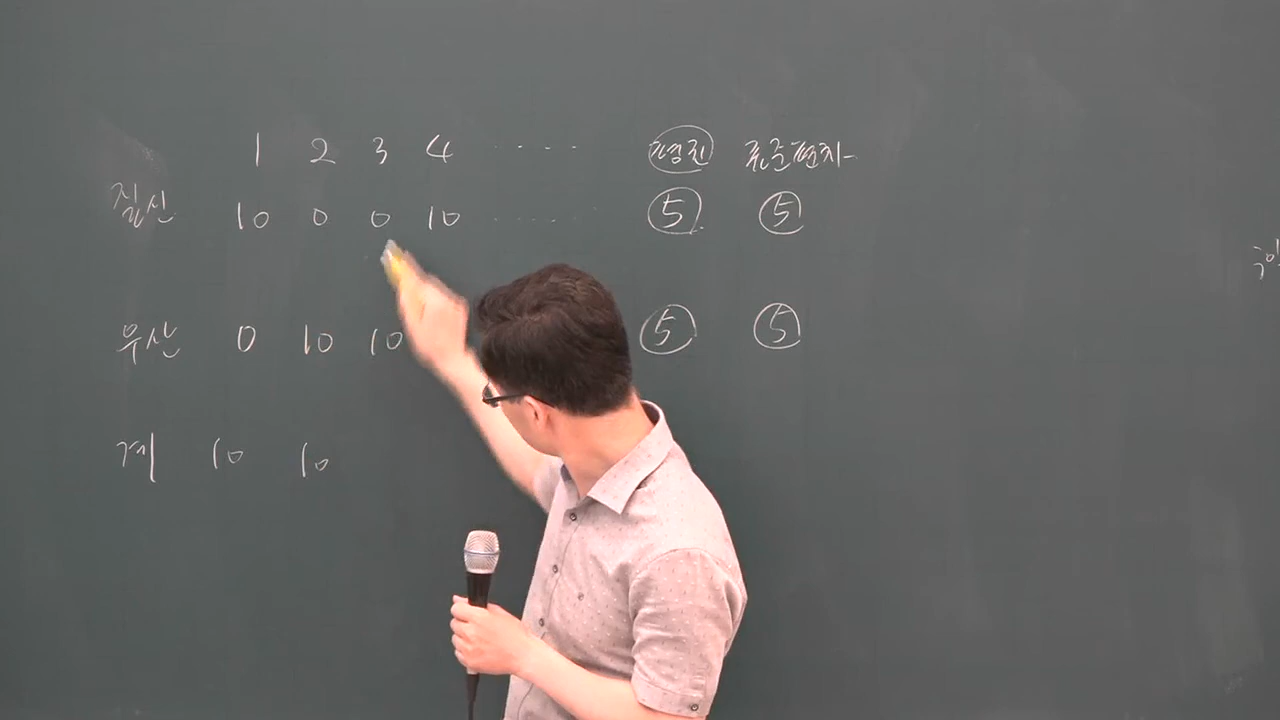 1 2 3 4 ..... 평균 표준편차
짚신 10 0 0 10 ..... 5 5
우산 0 10 10 5 5
계 10 10